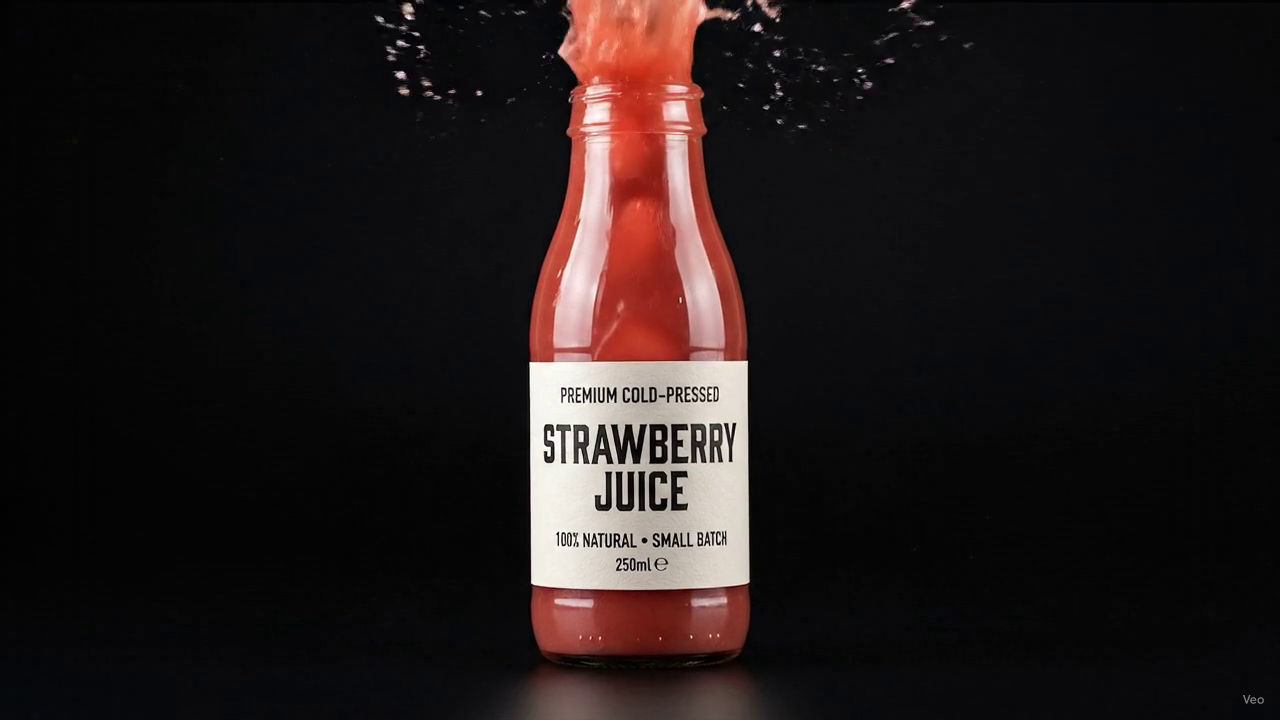 PREMIUM COLD-PRESSED
STRAWBERRY
JUICE
100% NATURAL • SMALL BATCH
250ml ℮
Veo